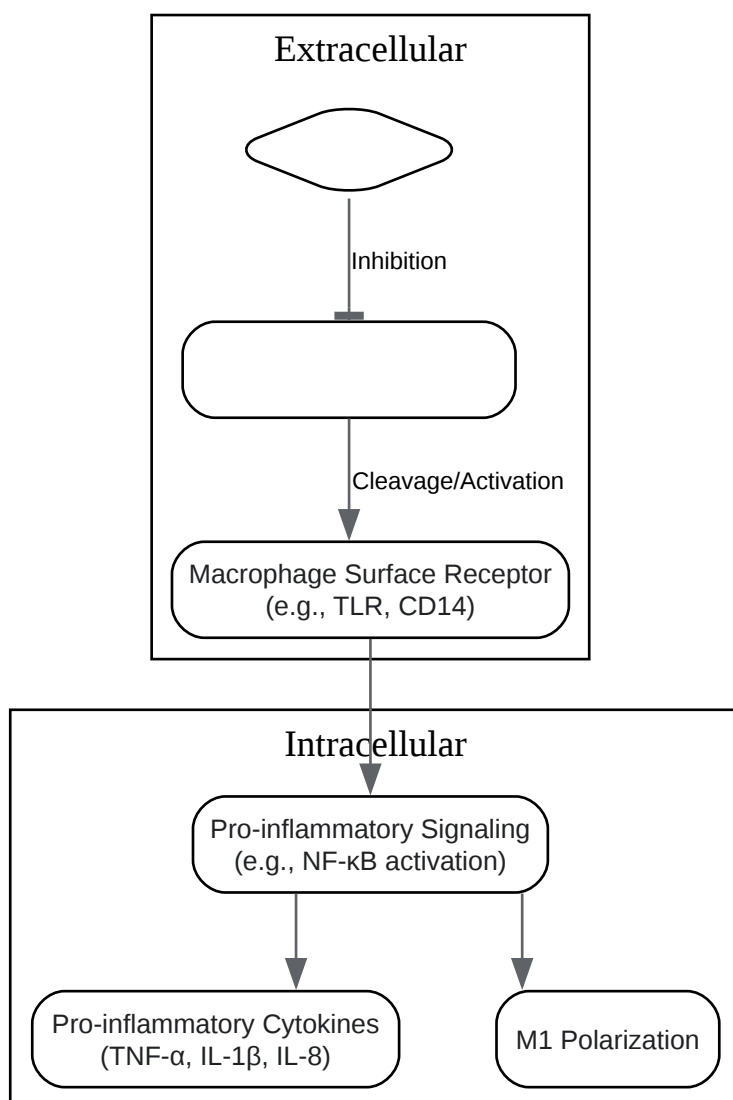 Extracellular
Inhibition
Cleavage/Activation
Macrophage Surface Receptor
(e.g., TLR, CD14)
Intracellular
Pro-inflammatory Signaling
(e.g., NF-κB activation)
Pro-inflammatory Cytokines
(TNF-α, IL-1β, IL-8)
M1 Polarization